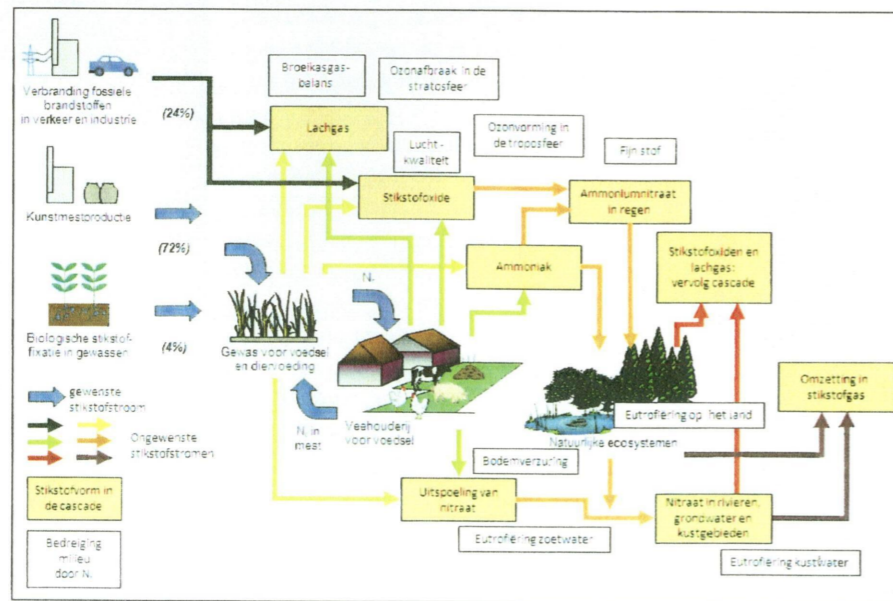 Verbranding fossiele
brandstoffen
in verkeer en industrie
(24%)
Kunstmestproductie
(72%)
Biologische stikstof-
fixatie in gewassen
(4%)
gewenste
stikstofstroom
Ongewenste
stikstofstromen
Stikstofvorm in
de cascade
Bedreiging
milieu
door Nr
Broeikasgas-
balans
Ozonafbraak in de
stratosfeer
Lachgas
Lucht-
kwaliteit
Ozonvorming in
de troposfeer
Fijn stof
Stikstofoxide
Ammoniumnitraat
in regen
Ammoniak
Stikstofoxiden en
lachgas:
vervolg cascade
Nr
Gewas voor voedsel
en diervoeding
Nr in
mest
Veehouderij
voor voedsel
Omzetting in
stikstofgas
Eutrofiëring op het land
Natuurlijke ecosystemen
Bodemverzuring
Uitspoeling van
nitraat
Eutrofiëring zoetwater
Nitraat in rivieren,
grondwater en
kustgebieden
Eutrofiëring kustwater